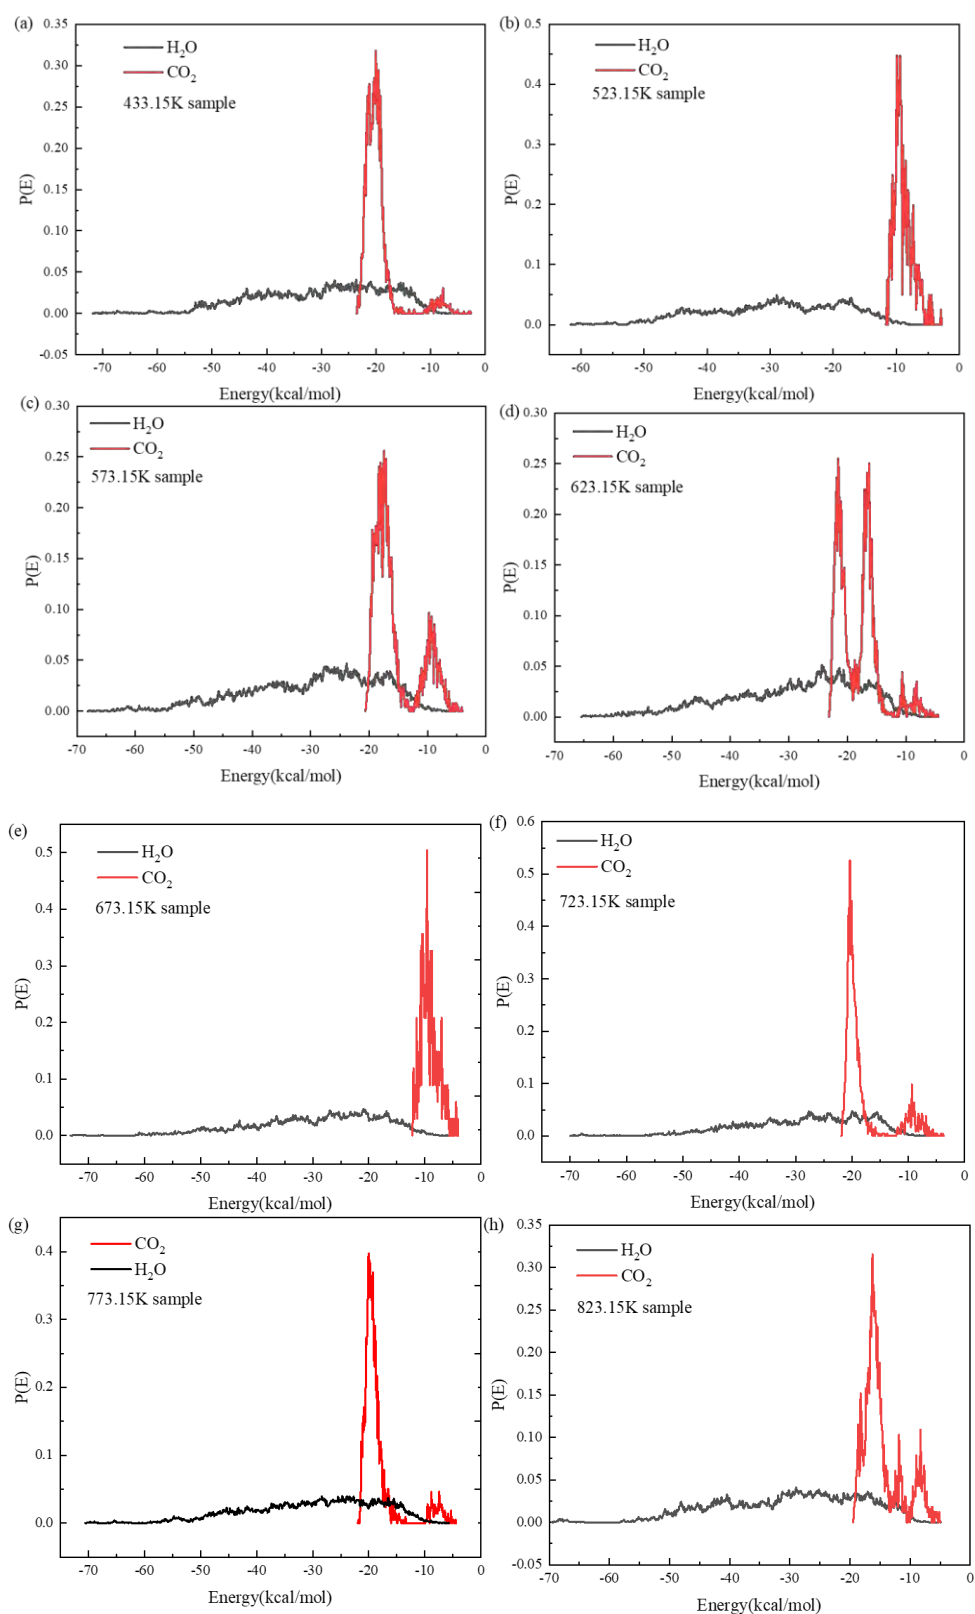 (a)
0.35
0.30
0.25
0.20
0.15
0.10
0.05
0.00
-0.05
P(E)
H₂O
CO₂
433.15K sample
-70 -60 -50 -40 -30 -20 -10 0
Energy(kcal/mol)
(b)
0.5
0.4
0.3
0.2
0.1
0.0
P(E)
H₂O
CO₂
523.15K sample
-60 -50 -40 -30 -20 -10 0
Energy(kcal/mol)
(c)
0.30
0.25
0.20
0.15
0.10
0.05
0.00
P(E)
H₂O
CO₂
573.15K sample
-70 -60 -50 -40 -30 -20 -10 0
Energy(kcal/mol)
(d)
0.30
0.25
0.20
0.15
0.10
0.05
0.00
P(E)
H₂O
CO₂
623.15K sample
-70 -60 -50 -40 -30 -20 -10 0
Energy(kcal/mol)
(e)
0.5
0.4
0.3
0.2
0.1
0.0
P(E)
H₂O
CO₂
673.15K sample
-70 -60 -50 -40 -30 -20 -10 0
Energy(kcal/mol)
(f)
0.6
0.5
0.4
0.3
0.2
0.1
0.0
P(E)
H₂O
CO₂
723.15K sample
-70 -60 -50 -40 -30 -20 -10 0
Energy(kcal/mol)
(g)
0.4
0.3
0.2
0.1
0.0
P(E)
CO₂
H₂O
773.15K sample
-70 -60 -50 -40 -30 -20 -10 0
Energy(kcal/mol)
(h)
0.35
0.30
0.25
0.20
0.15
0.10
0.05
0.00
-0.05
P(E)
H₂O
CO₂
823.15K sample
-70 -60 -50 -40 -30 -20 -10 0
Energy(kcal/mol)